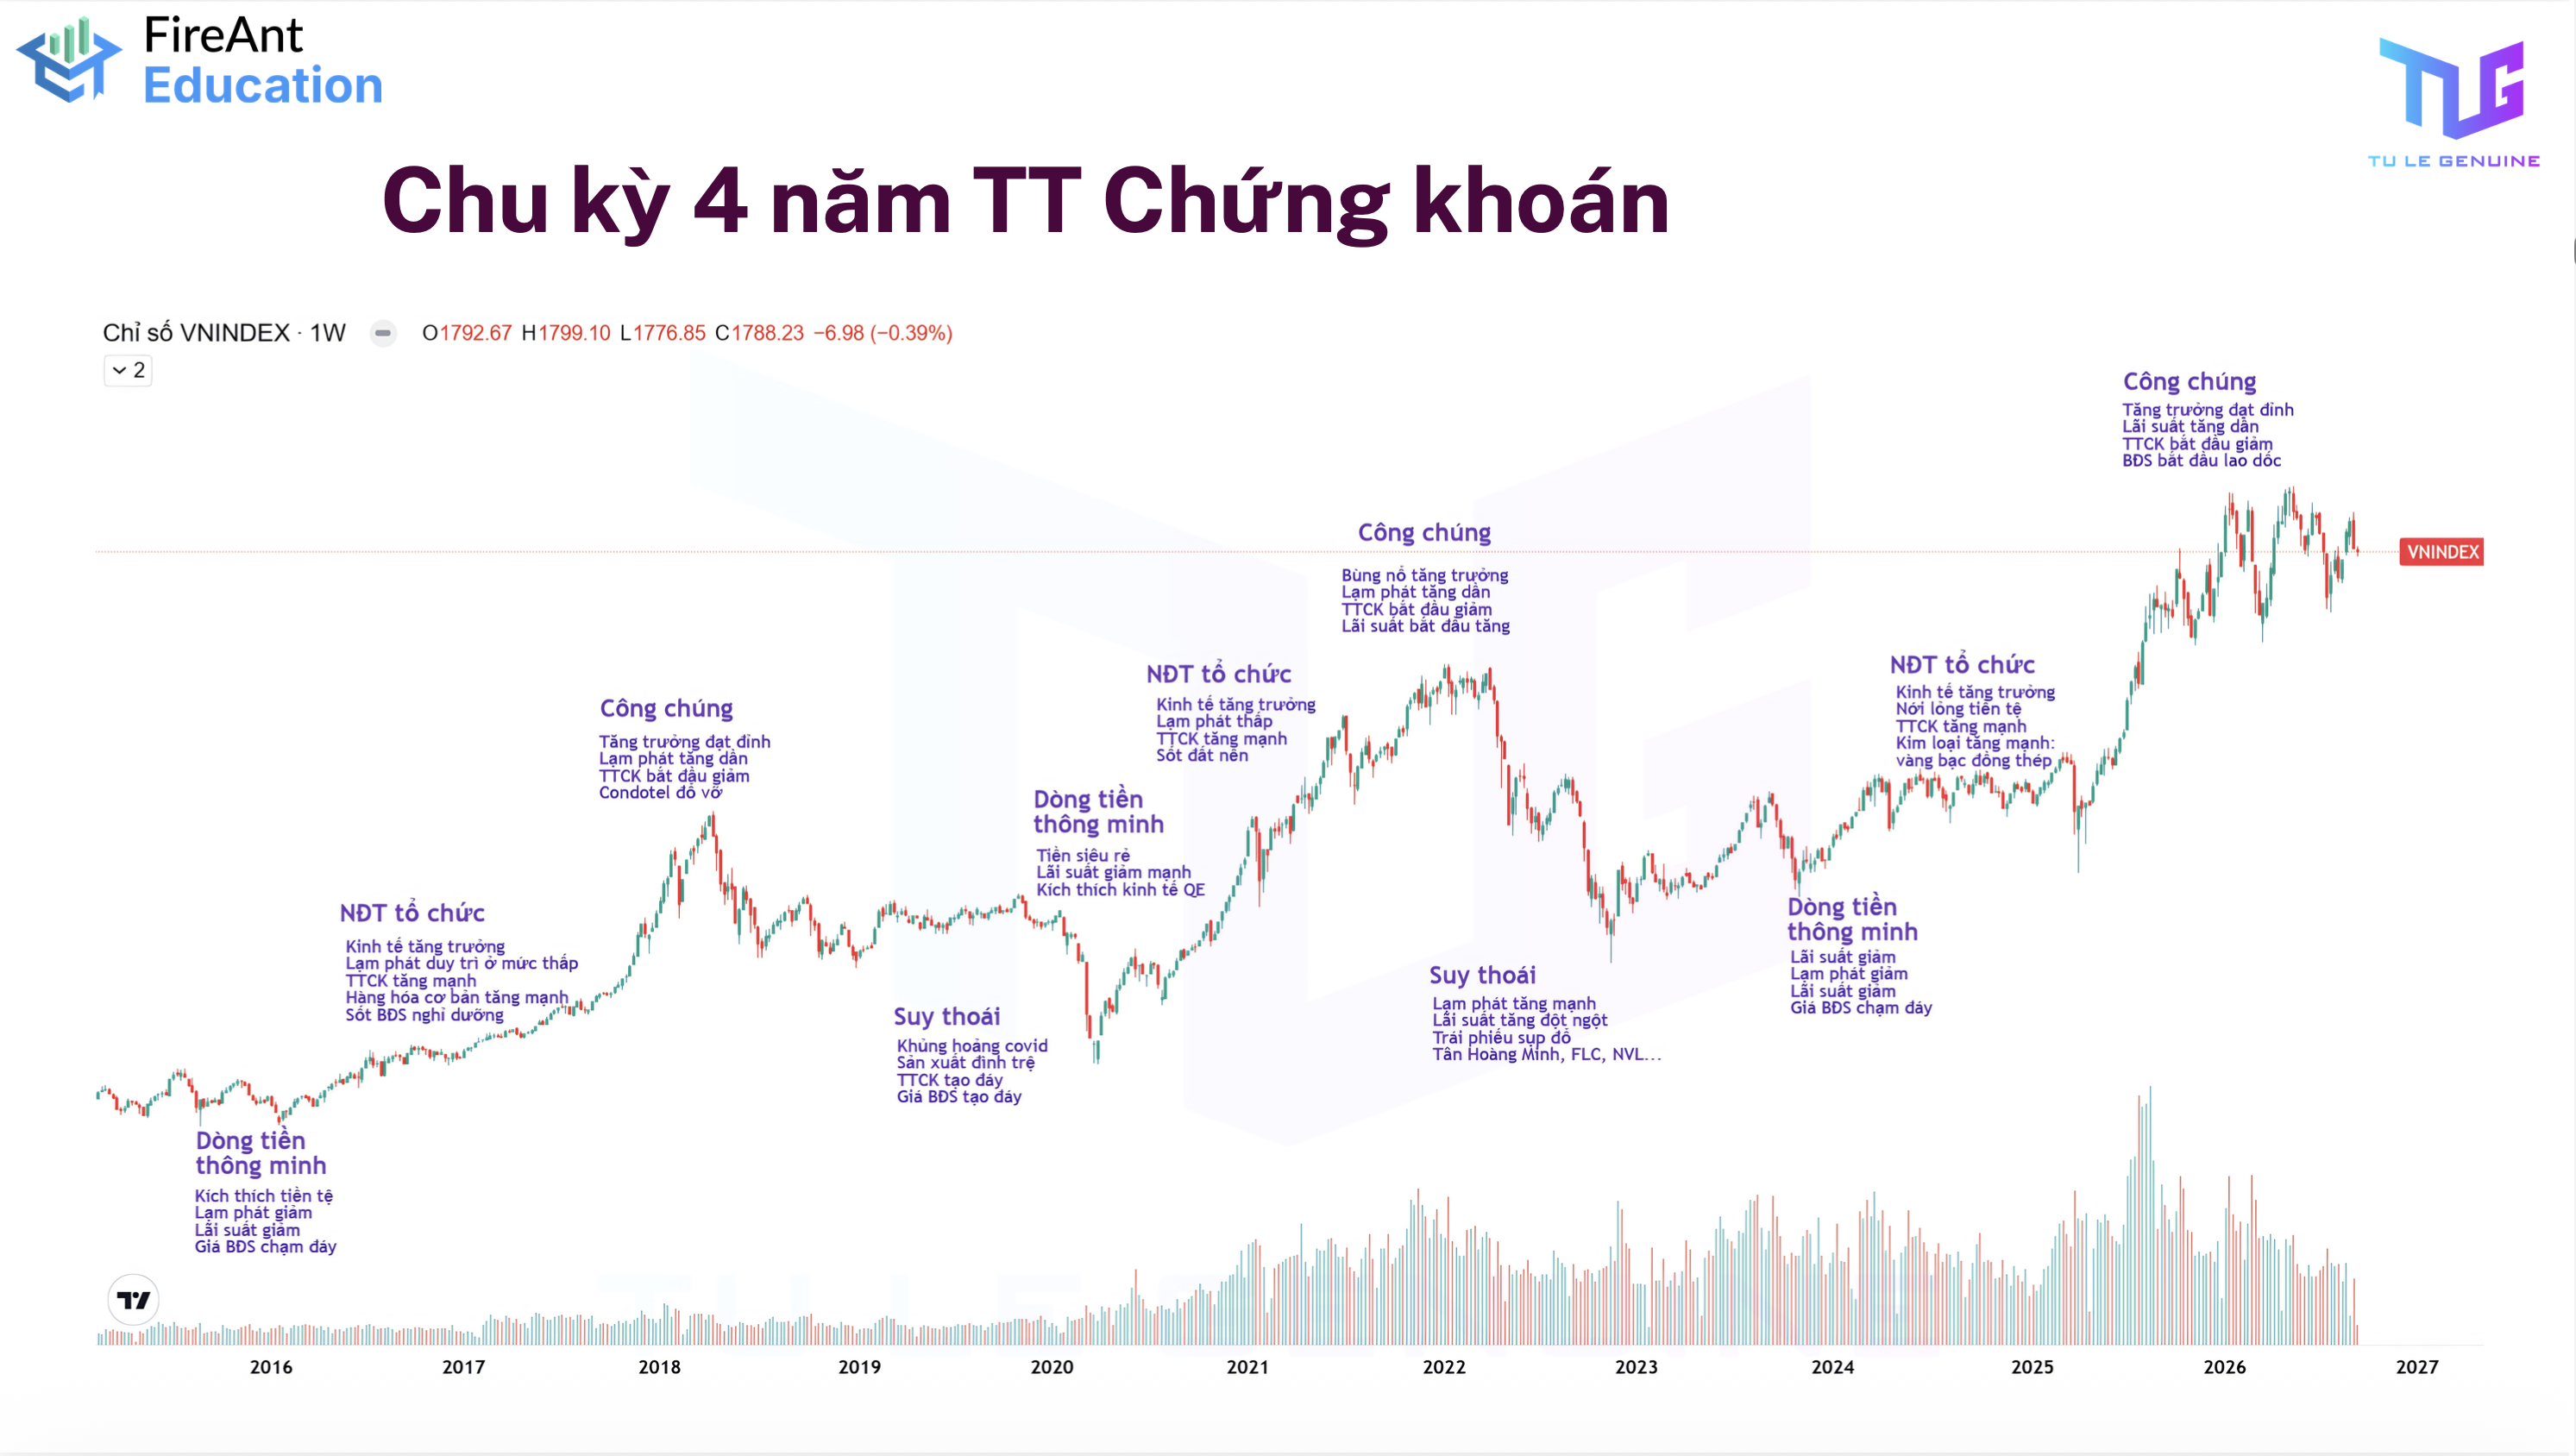 FireAnt
Education
TLG
TU LE GENUINE
Chu kỳ 4 năm TT Chứng khoán
Chỉ số VNINDEX · 1W O1792.67 H1799.10 L1776.85 C1788.23 −6.98 (−0.39%)
2
Công chúng
Tăng trưởng đạt đỉnh
Lãi suất tăng dần
TTCK bắt đầu giảm
BĐS bắt đầu lao dốc
VNINDEX
Công chúng
Bùng nổ tăng trưởng
Lạm phát tăng dần
TTCK bắt đầu giảm
Lãi suất bắt đầu tăng
NĐT tổ chức
Kinh tế tăng trưởng
Nới lỏng tiền tệ
TTCK tăng mạnh
Kim loại tăng mạnh:
vàng bạc đồng thép
NĐT tổ chức
Kinh tế tăng trưởng
Lạm phát thấp
TTCK tăng mạnh
Sốt đất nền
Công chúng
Tăng trưởng đạt đỉnh
Lạm phát tăng dần
TTCK bắt đầu giảm
Condotel đổ vỡ
Dòng tiền
thông minh
Tiền siêu rẻ
Lãi suất giảm mạnh
Kích thích kinh tế QE
NĐT tổ chức
Kinh tế tăng trưởng
Lạm phát duy trì ở mức thấp
TTCK tăng mạnh
Hàng hóa cơ bản tăng mạnh
Sốt BĐS nghỉ dưỡng
Dòng tiền
thông minh
Lãi suất giảm
Lạm phát giảm
Lãi suất giảm
Giá BĐS chạm đáy
Suy thoái
Lạm phát tăng mạnh
Lãi suất tăng đột ngột
Trái phiếu sụp đổ
Tân Hoàng Minh, FLC, NVL...
Suy thoái
Khủng hoảng covid
Sản xuất đình trệ
TTCK tạo đáy
Giá BĐS tạo đáy
Dòng tiền
thông minh
Kích thích tiền tệ
Lạm phát giảm
Lãi suất giảm
Giá BĐS chạm đáy
2016 2017 2018 2019 2020 2021 2022 2023 2024 2025 2026 2027